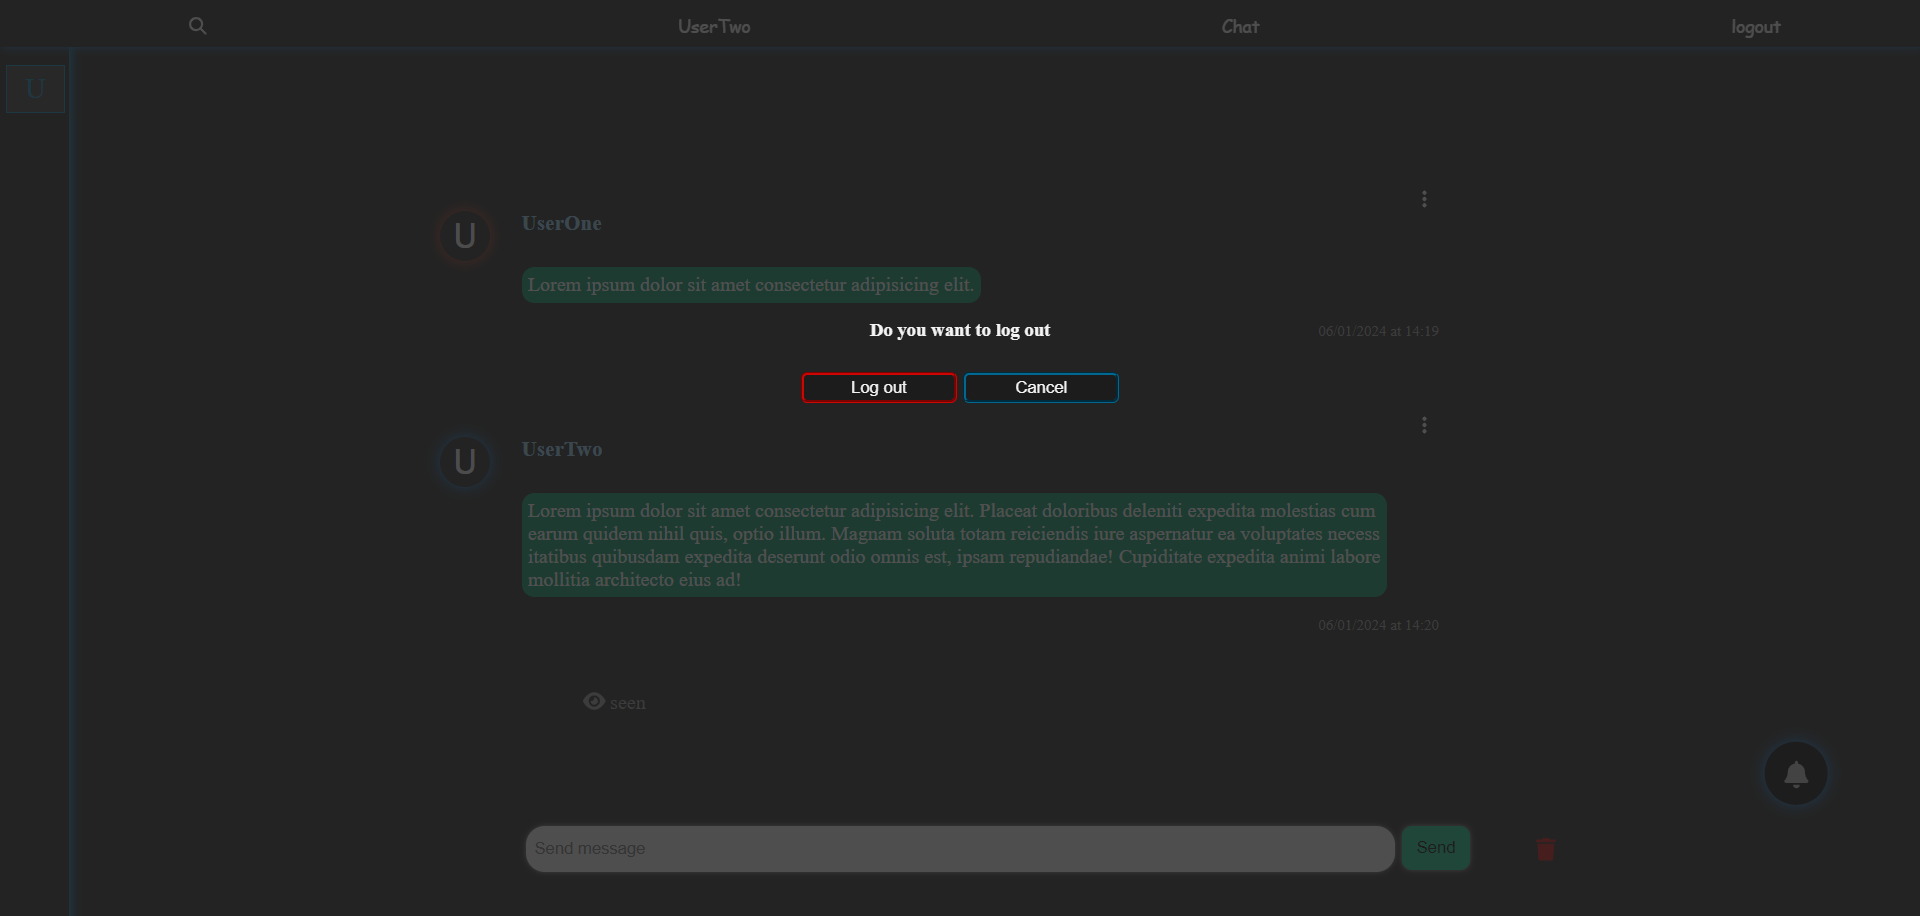 UserTwo
Chat
logout
U
U
UserOne
Lorem ipsum dolor sit amet consectetur adipisicing elit.
06/01/2024 at 14:19
Do you want to log out
Log out
Cancel
U
UserTwo
Lorem ipsum dolor sit amet consectetur adipisicing elit. Placeat doloribus deleniti expedita molestias cum
earum quidem nihil quis, optio illum. Magnam soluta totam reiciendis iure aspernatur ea voluptates necess
itatibus quibusdam expedita deserunt odio omnis est, ipsam repudiandae! Cupiditate expedita animi labore
mollitia architecto eius ad!
06/01/2024 at 14:20
seen
Send message
Send